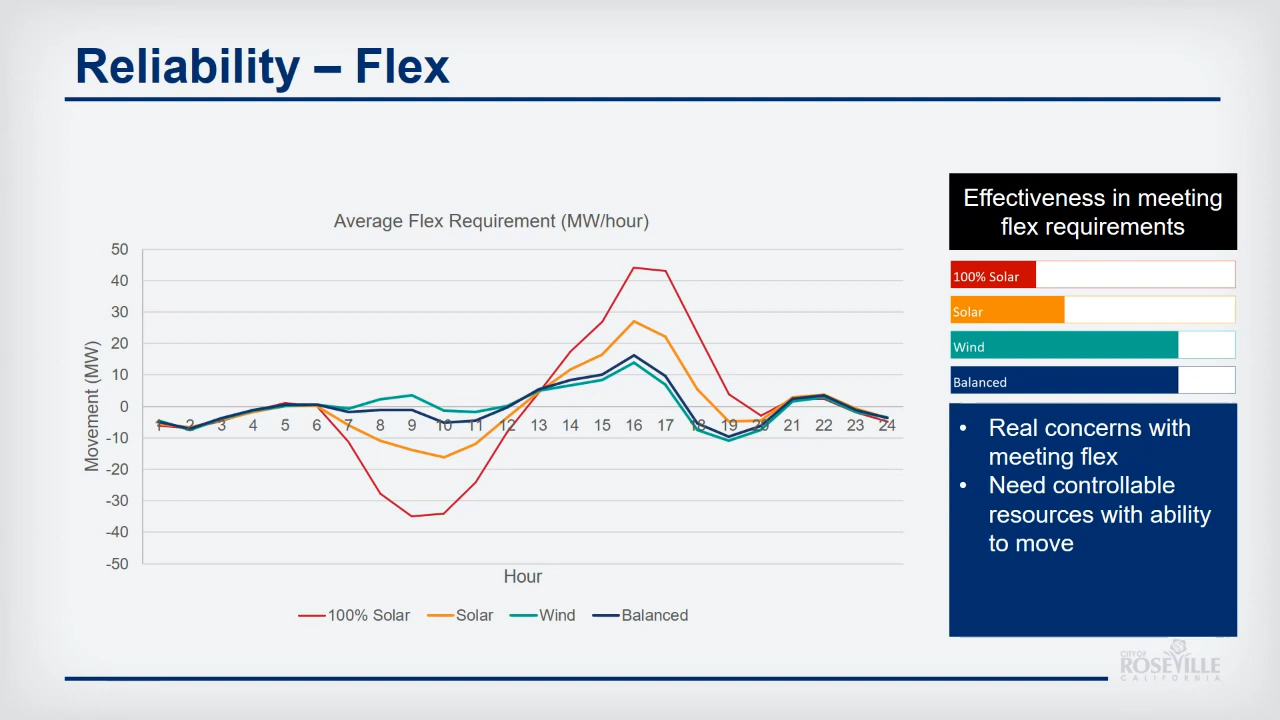 Reliability – Flex
Average Flex Requirement (MW/hour)
50
40
30
20
10
0
-10
-20
-30
-40
-50
Movement (MW)
1 2 3 4 5 6 7 8 9 10 11 12 13 14 15 16 17 18 19 20 21 22 23 24
Hour
100% Solar Solar Wind Balanced
Effectiveness in meeting
flex requirements
100% Solar
Solar
Wind
Balanced
• Real concerns with
meeting flex
• Need controllable
resources with ability
to move
CITY OF
ROSEVILLE
CALIFORNIA